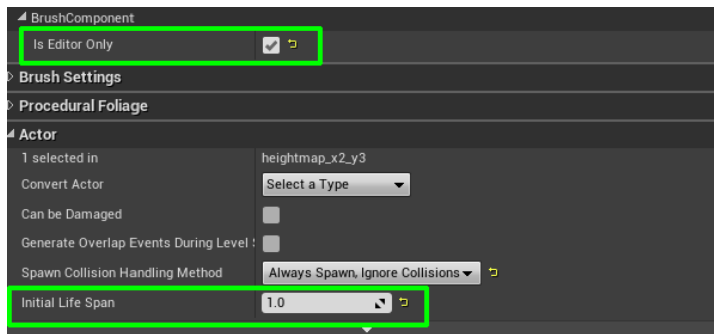 BrushComponent
Is Editor Only
Brush Settings
Procedural Foliage
Actor
1 selected in heightmap_x2_y3
Convert Actor Select a Type
Can be Damaged
Generate Overlap Events During Level
Spawn Collision Handling Method Always Spawn, Ignore Collisions
Initial Life Span 1.0